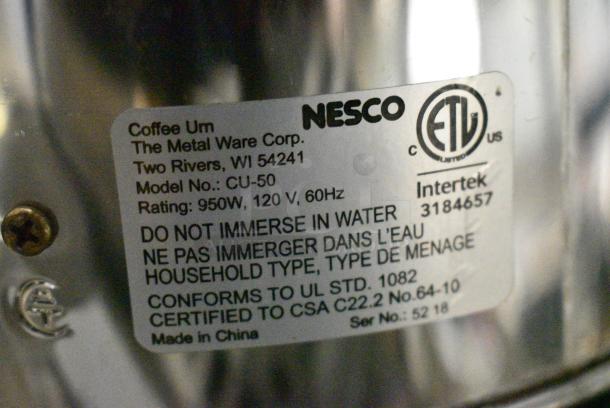 Coffee Urn
NESCO
The Metal Ware Corp.
Two Rivers, WI 54241
Model No.: CU-50
Rating: 950W, 120 V, 60Hz
ETL
LISTED
C US
Intertek
3184657
DO NOT IMMERSE IN WATER
NE PAS IMMERGER DANS L'EAU
HOUSEHOLD TYPE, TYPE DE MENAGE
CONFORMS TO UL STD. 1082
CERTIFIED TO CSA C22.2 No.64-10
Made in China
Ser No.: 52 18